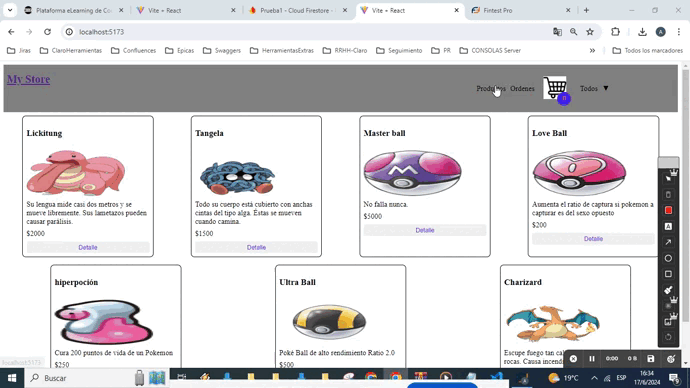 Plataforma eLearning de Co
Vite + React
Prueba1 - Cloud Firestore -
Vite + React
Fintest Pro
localhost:5173
A
Jiras
ClaroHerramientas
Confluences
Epicas
Swaggers
HerramientasExtras
RRHH-Claro
Seguimiento
PR
CONSOLAS Server
»
Todos los marcadores
My Store
Productos
Ordenes
Todos
Lickitung
Su lengua mide casi dos metros y se
mueve libremente. Sus lametazos pueden
causar parálisis.
$2000
Detalle
Tangela
Todo su cuerpo está cubierto con anchas
cintas del tipo alga. Éstas se mueven
cuando camina.
$1500
Detalle
Master ball
No falla nunca.
$5000
Detalle
Love Ball
Aumenta el ratio de captura si pokemon a
capturar es del sexo opuesto
$200
Detalle
hiperpoción
Cura 200 puntos de vida de un Pokemon
$250
Ultra Ball
Poké Ball de alto rendimiento Ratio 2.0
$500
Charizard
Escupe fuego tan cal
rocas. Causa incendi
A
0:00
0 B
localhost:5173
Buscar
19°C
ESP
16:34
17/6/2024